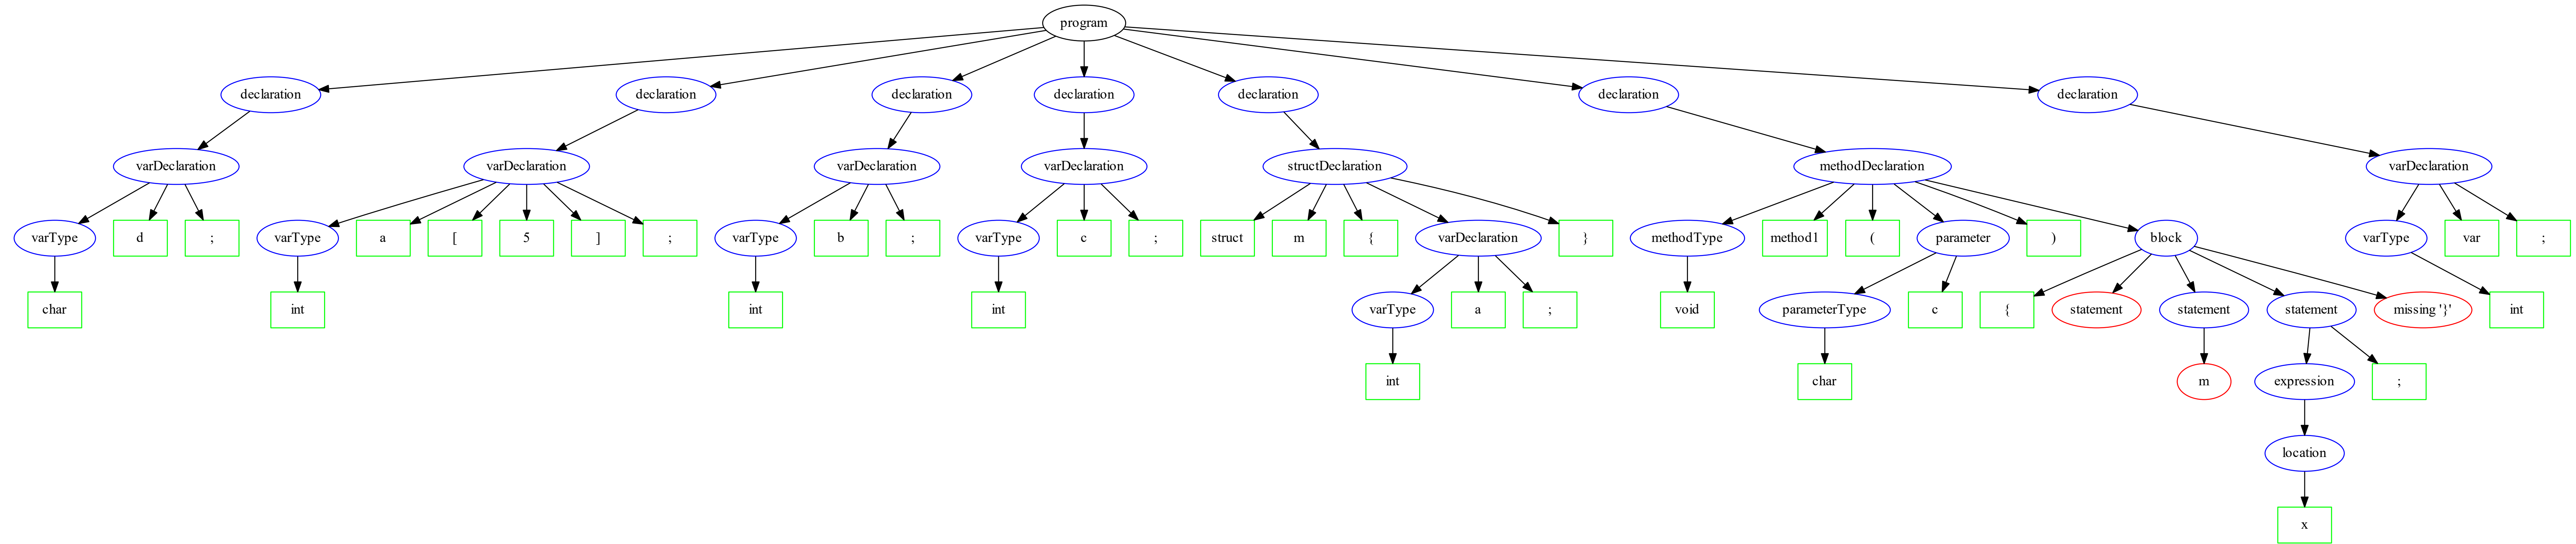 program
declaration declaration declaration declaration declaration declaration declaration
varDeclaration varDeclaration varDeclaration varDeclaration structDeclaration methodDeclaration varDeclaration
varType d ; varType a [ 5 ] ; varType b ; varType c ; struct m { varDeclaration } methodType method1 ( parameter ) block varType var ;
char int int int varType a ; void parameterType c { statement statement statement missing '}' int
int char m expression ;
location
x